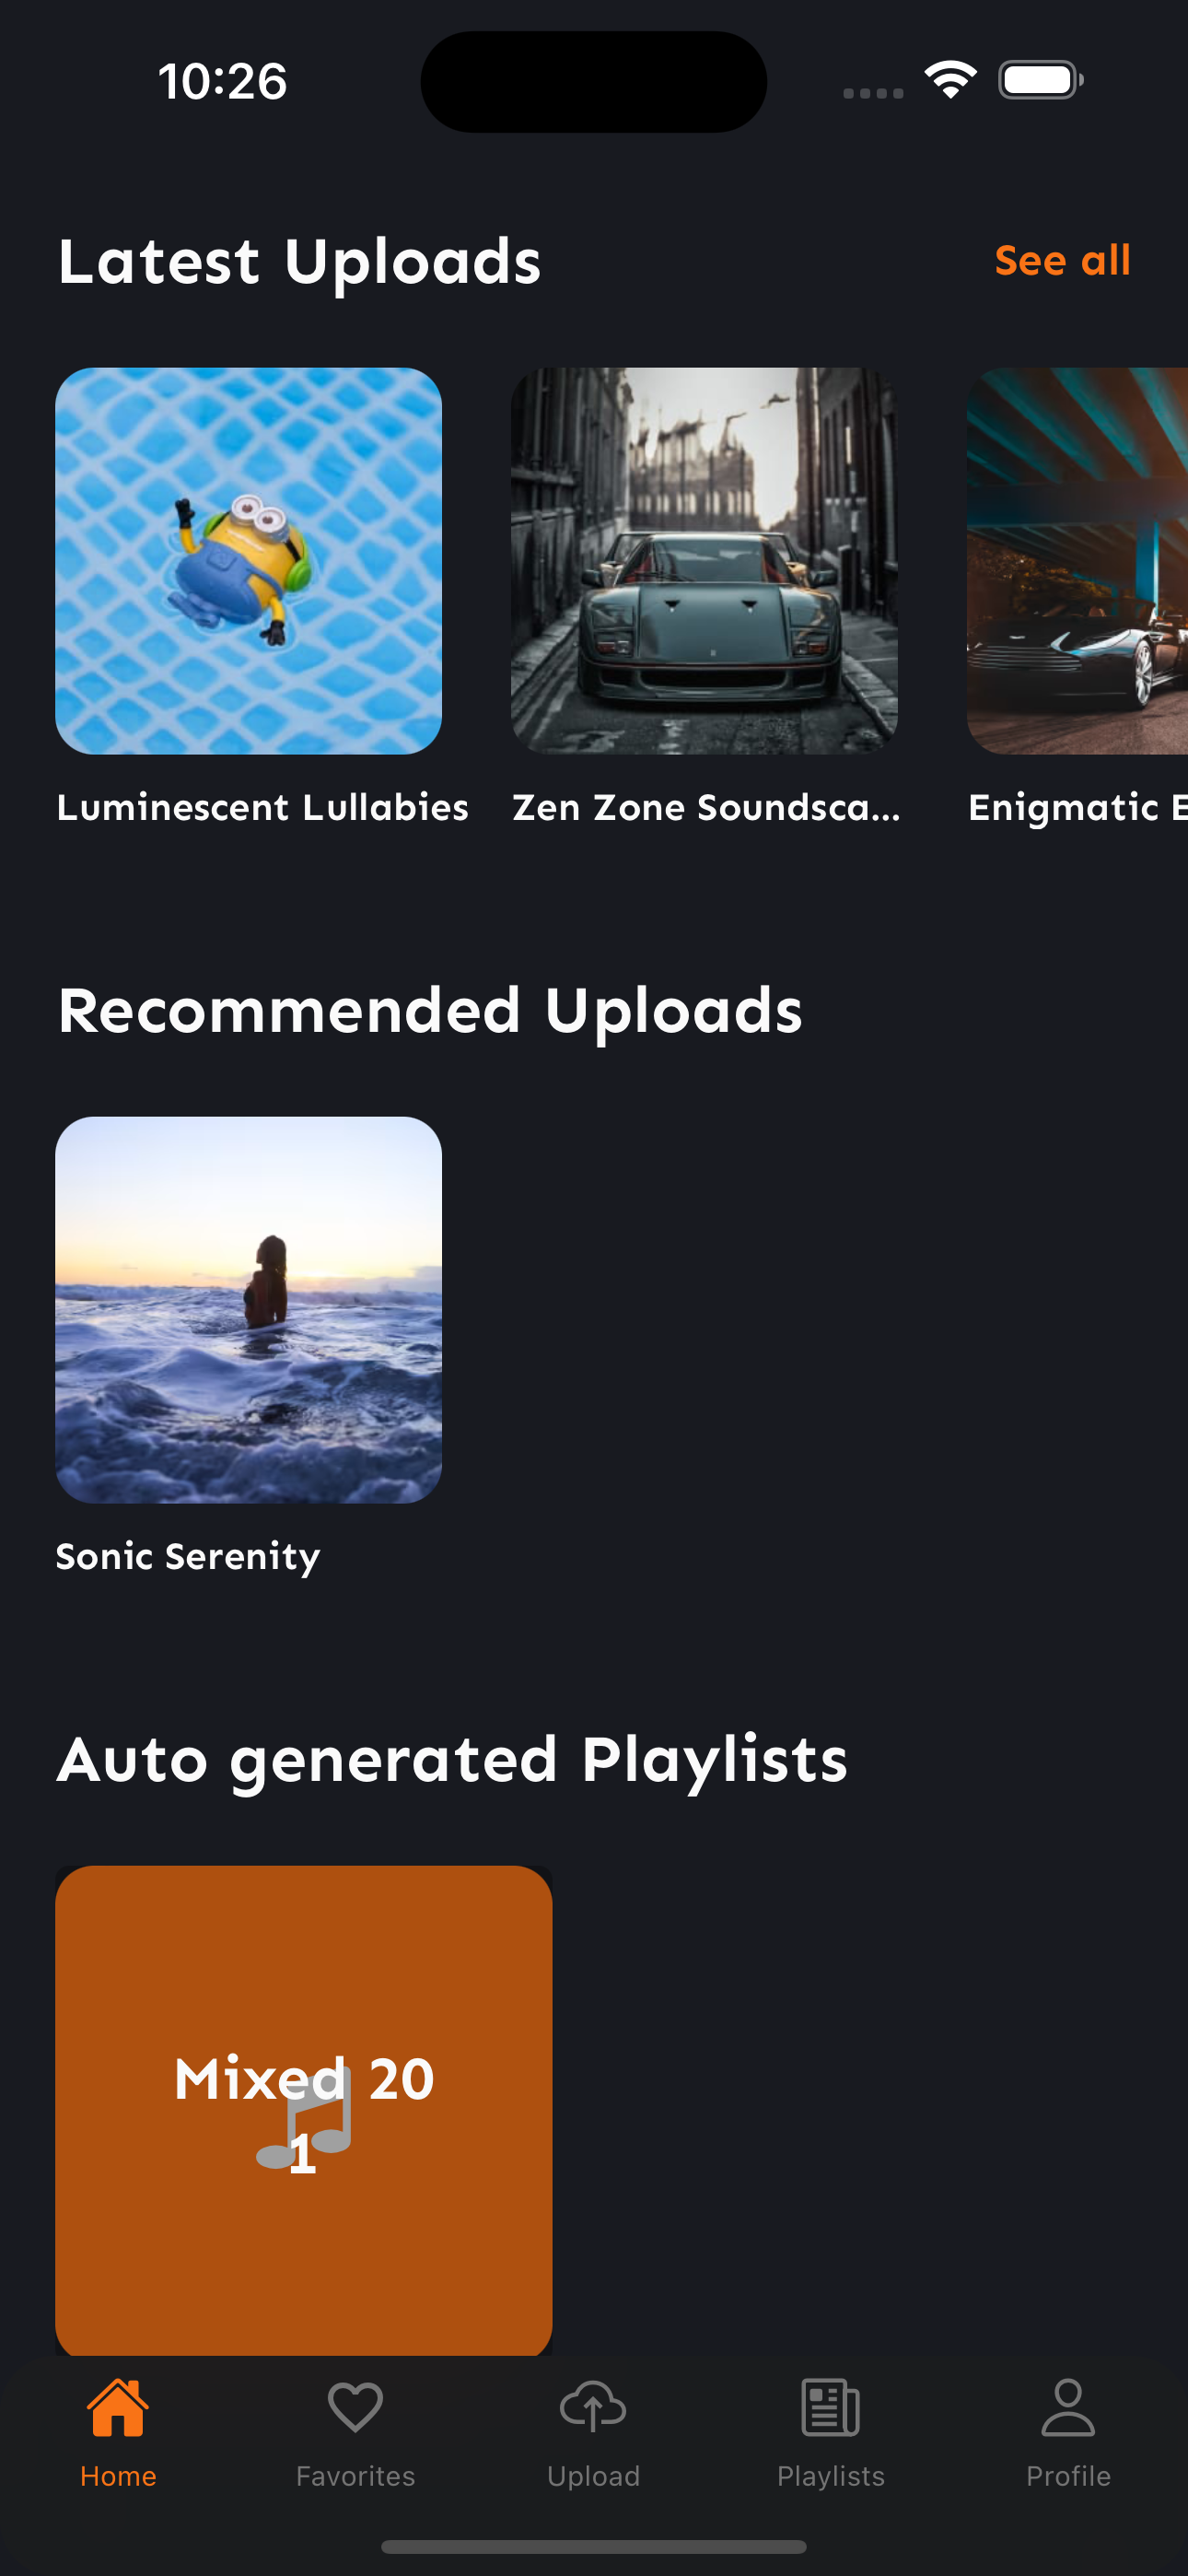 10:26
Latest Uploads
See all
Luminescent Lullabies
Zen Zone Soundsca...
Enigmatic E
Recommended Uploads
Sonic Serenity
Auto generated Playlists
Mixed 20
1
Home
Favorites
Upload
Playlists
Profile